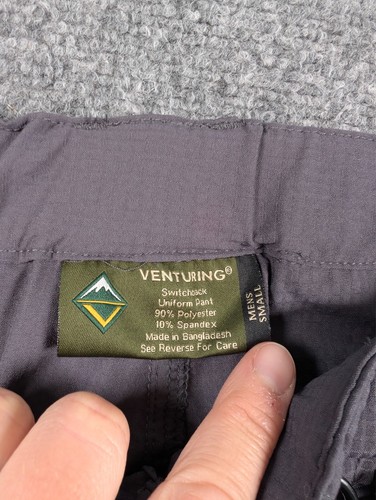 VENTURING®
Switchback
Uniform Pant
90% Polyester
10% Spandex
Made in Bangladesh
See Reverse For Care
MENS
SMALL